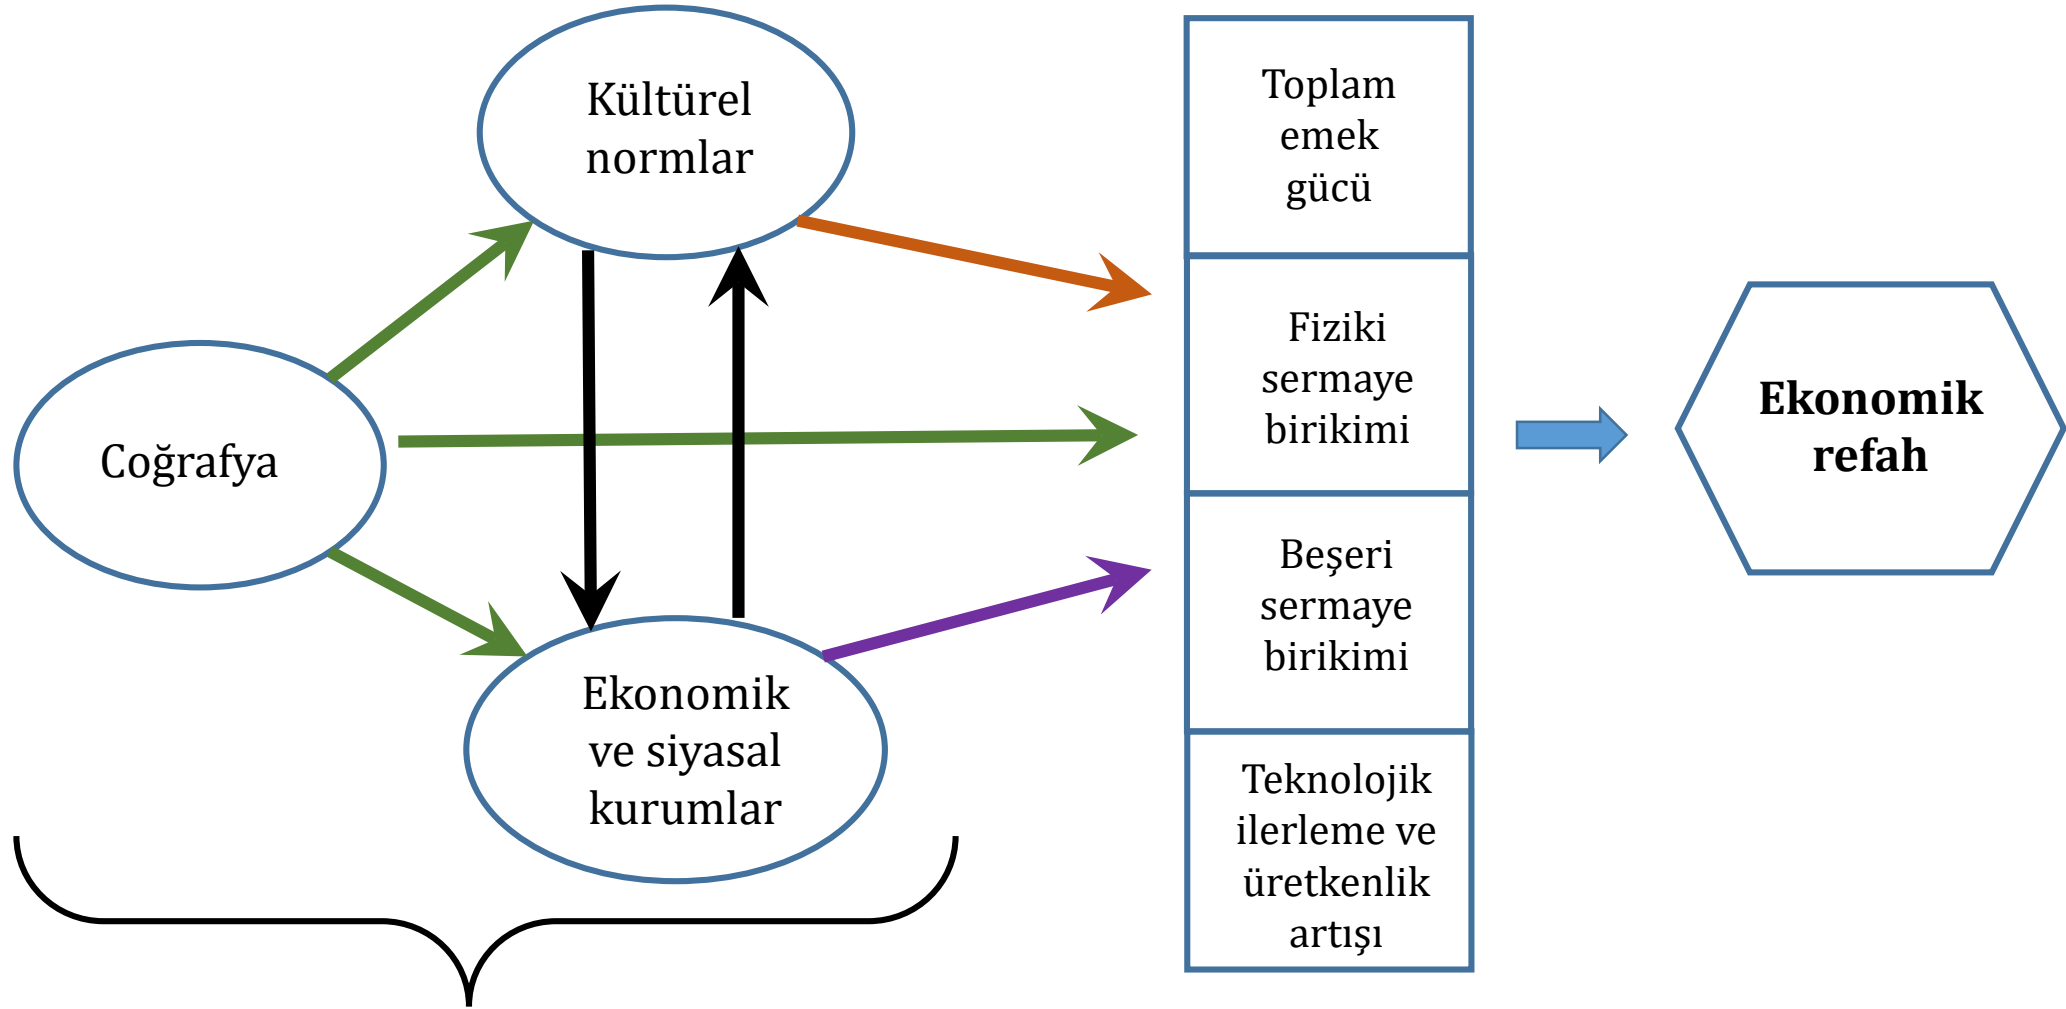 Kültürel
normlar
Coğrafya
Ekonomik
ve siyasal
kurumlar
Toplam
emek
gücü
Fiziki
sermaye
birikimi
Beşeri
sermaye
birikimi
Teknolojik
ilerleme ve
üretkenlik
artışı
Ekonomik
refah